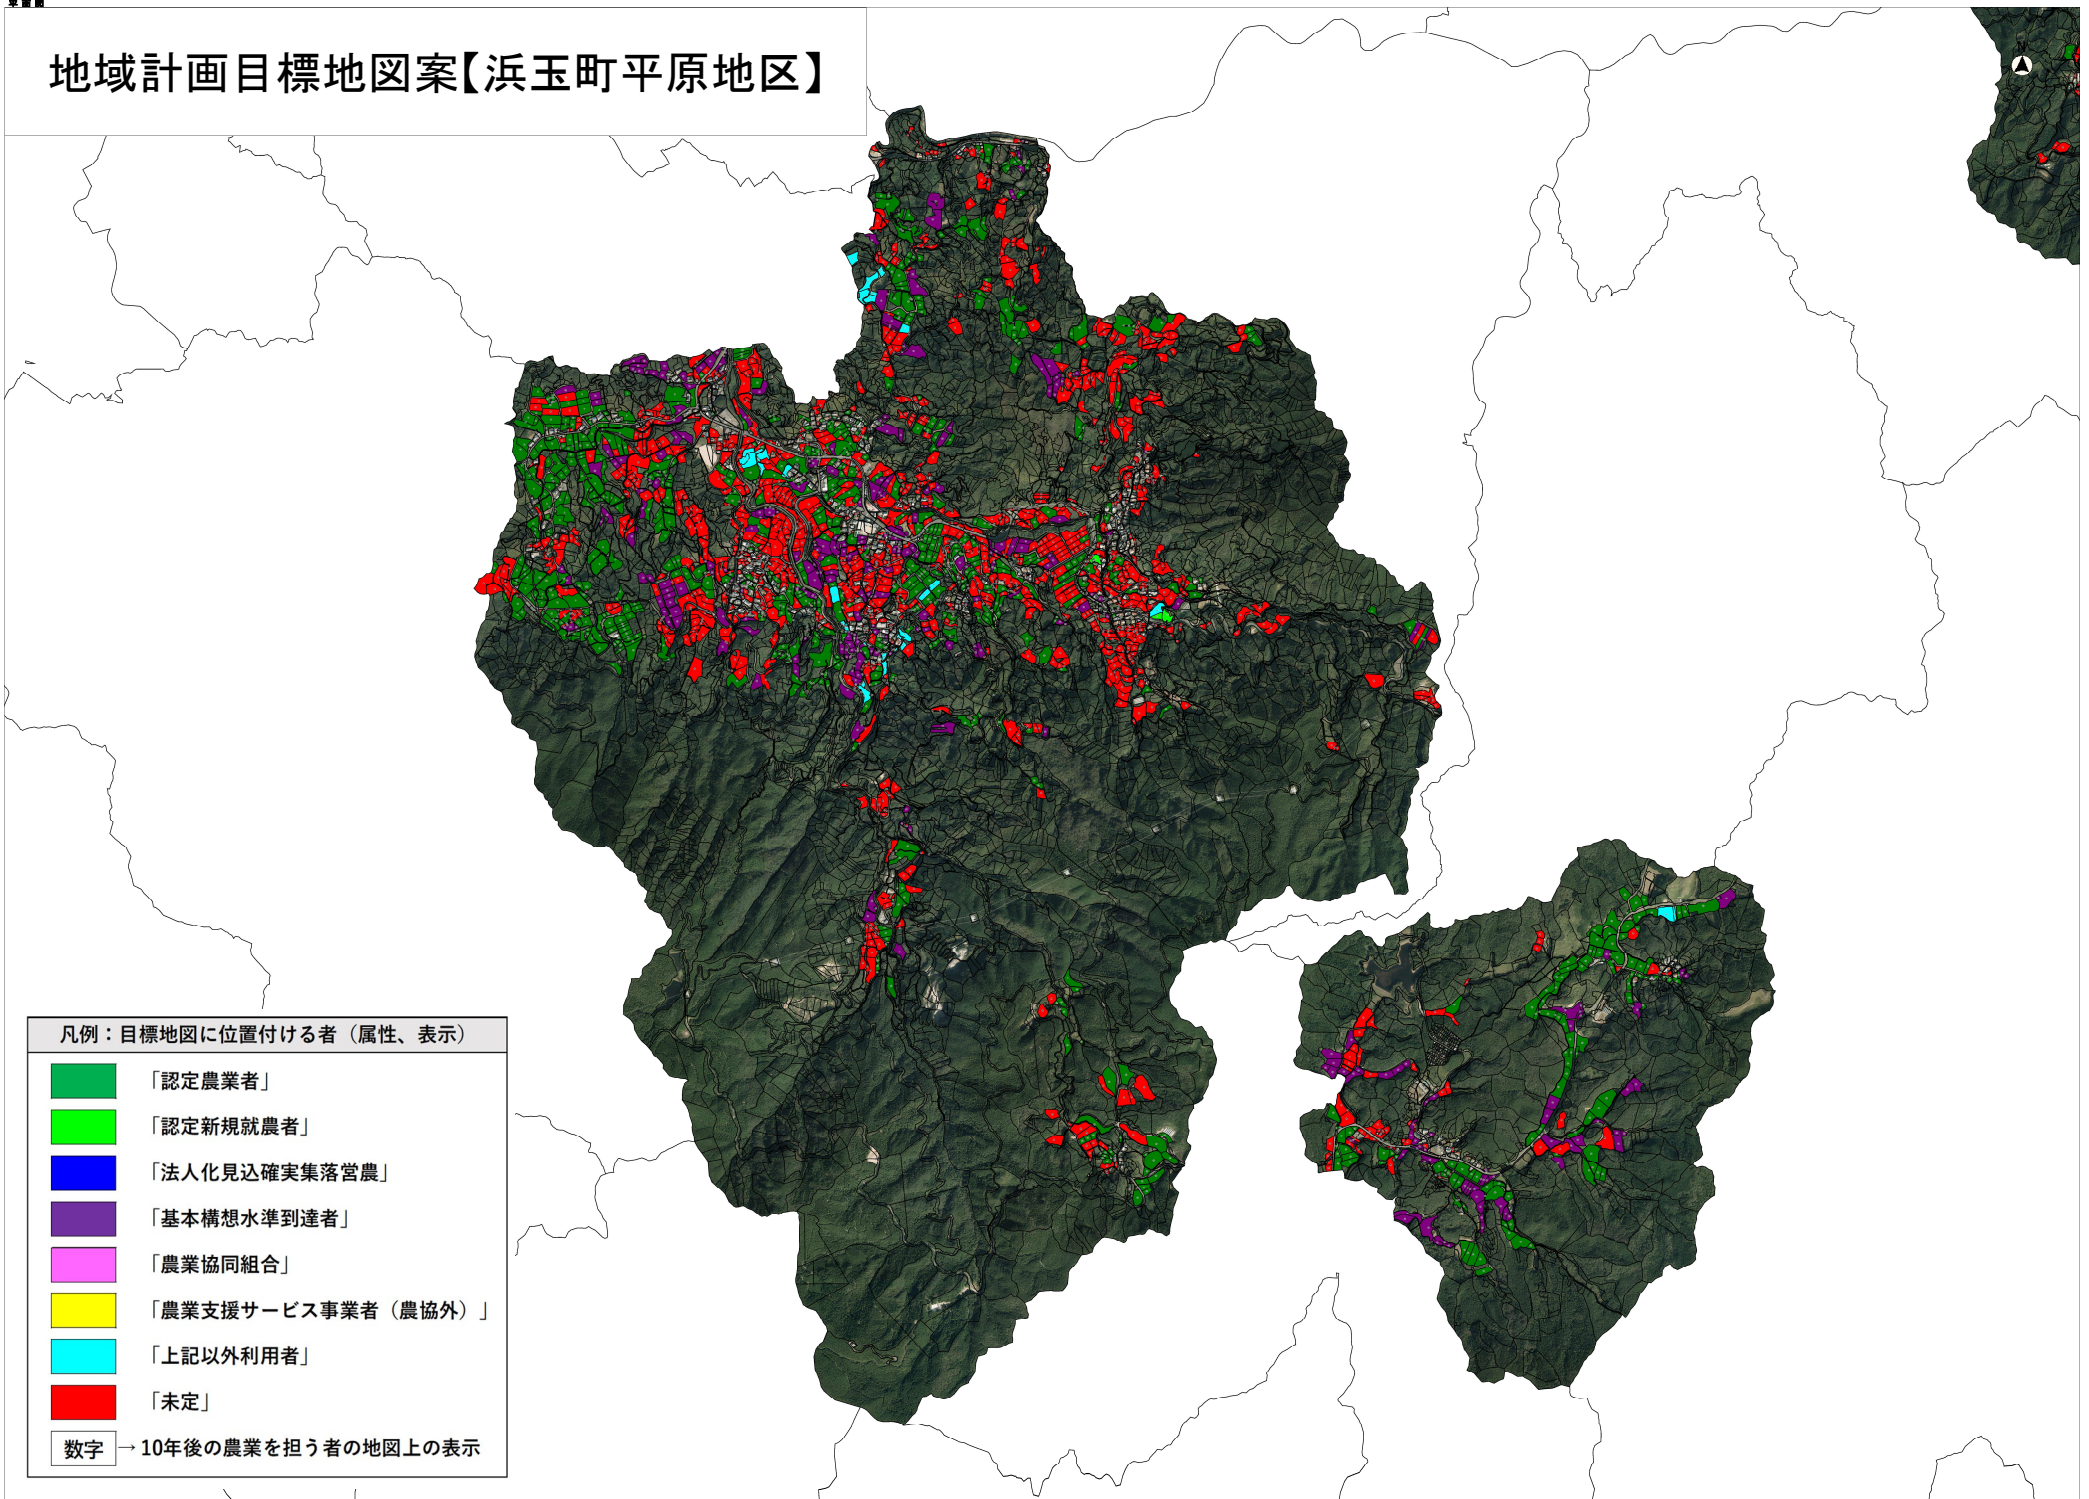 地域計画目標地図案【浜玉町平原地区】
N
凡例：目標地図に位置付ける者（属性、表示）
「認定農業者」
「認定新規就農者」
「法人化見込確実集落営農」
「基本構想水準到達者」
「農業協同組合」
「農業支援サービス事業者（農協外）」
「上記以外利用者」
「未定」
数字 →10年後の農業を担う者の地図上の表示